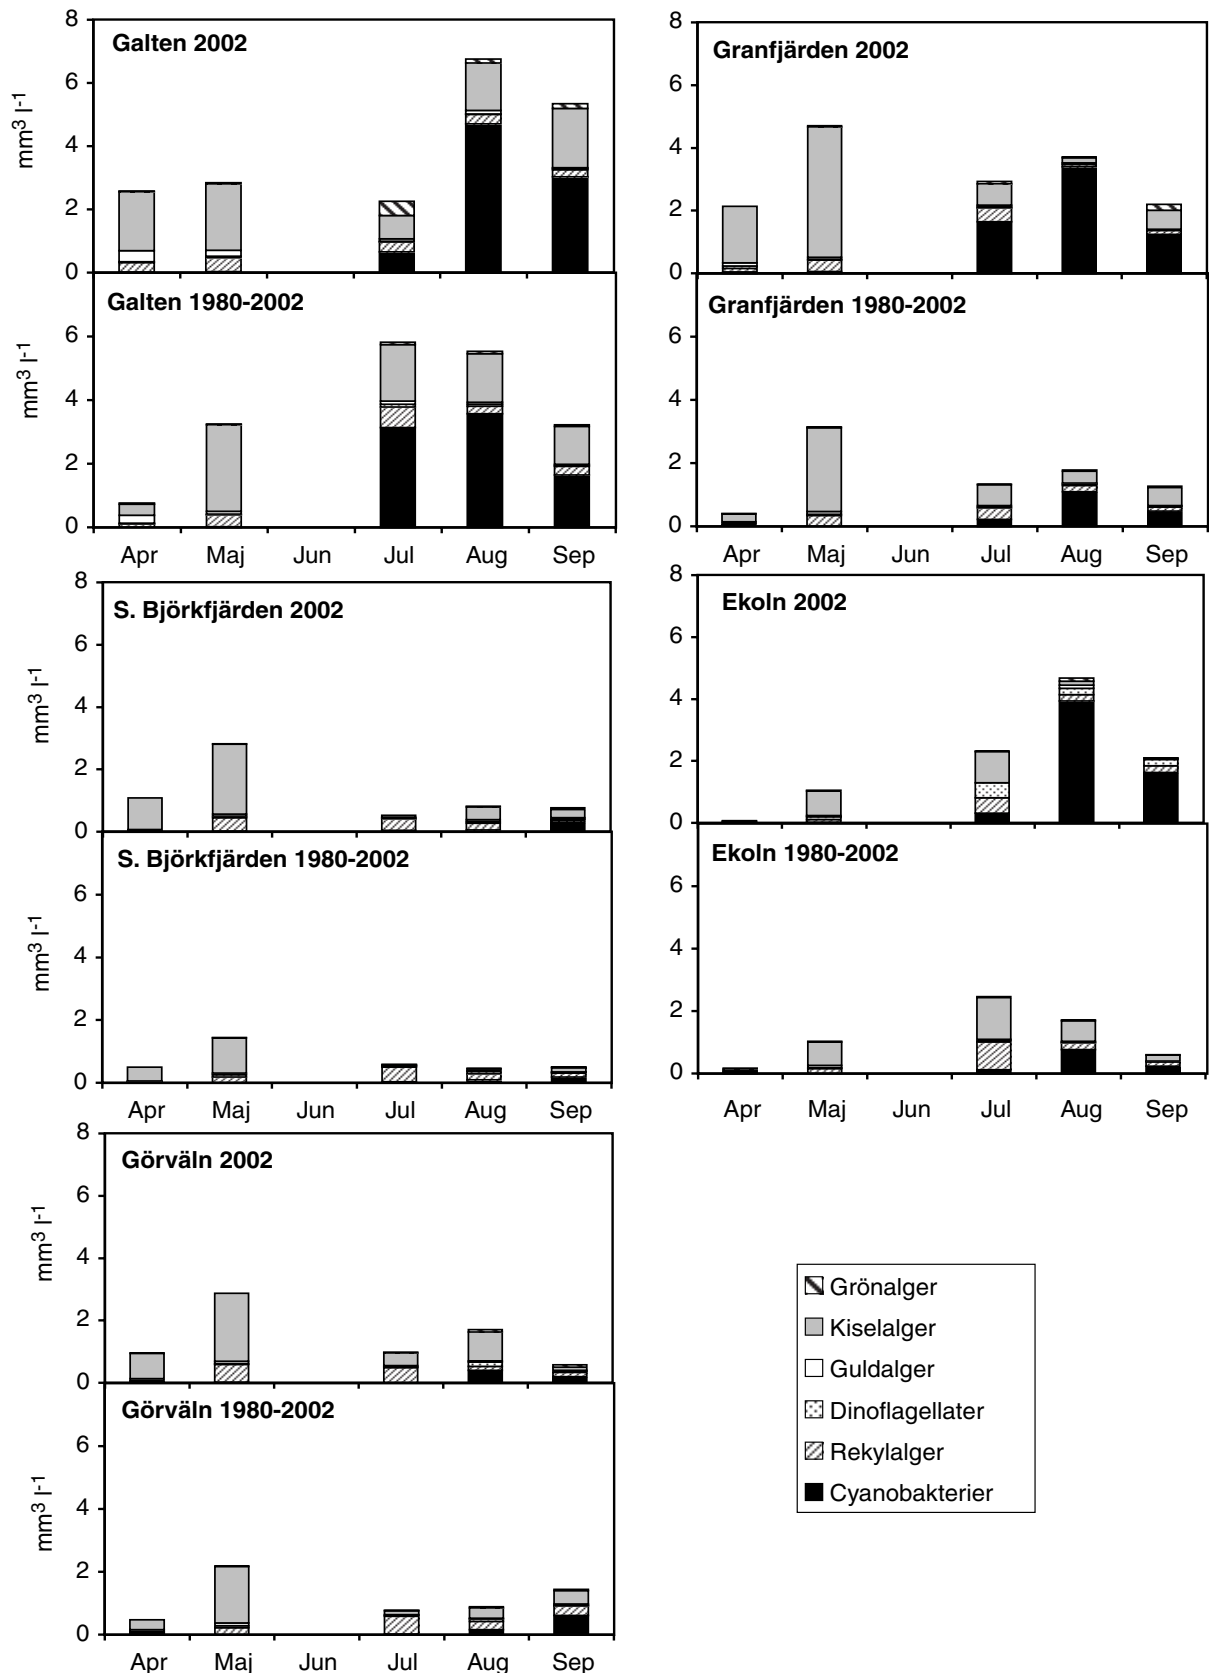 Galten 2002
8
6
4
2
0
mm3 l-1
Galten 1980-2002
6
4
2
0
mm3 l-1
Apr Maj Jun Jul Aug Sep
Granfjärden 2002
8
6
4
2
0
Granfjärden 1980-2002
6
4
2
0
Apr Maj Jun Jul Aug Sep
S. Björkfjärden 2002
8
6
4
2
0
mm3 l-1
S. Björkfjärden 1980-2002
6
4
2
0
mm3 l-1
Apr Maj Jun Jul Aug Sep
Ekoln 2002
8
6
4
2
0
Ekoln 1980-2002
6
4
2
0
Apr Maj Jun Jul Aug Sep
Görväln 2002
8
6
4
2
0
mm3 l-1
Görväln 1980-2002
6
4
2
0
mm3 l-1
Apr Maj Jun Jul Aug Sep
Grönalger
Kiselalger
Guldalger
Dinoflagellater
Rekylalger
Cyanobakterier